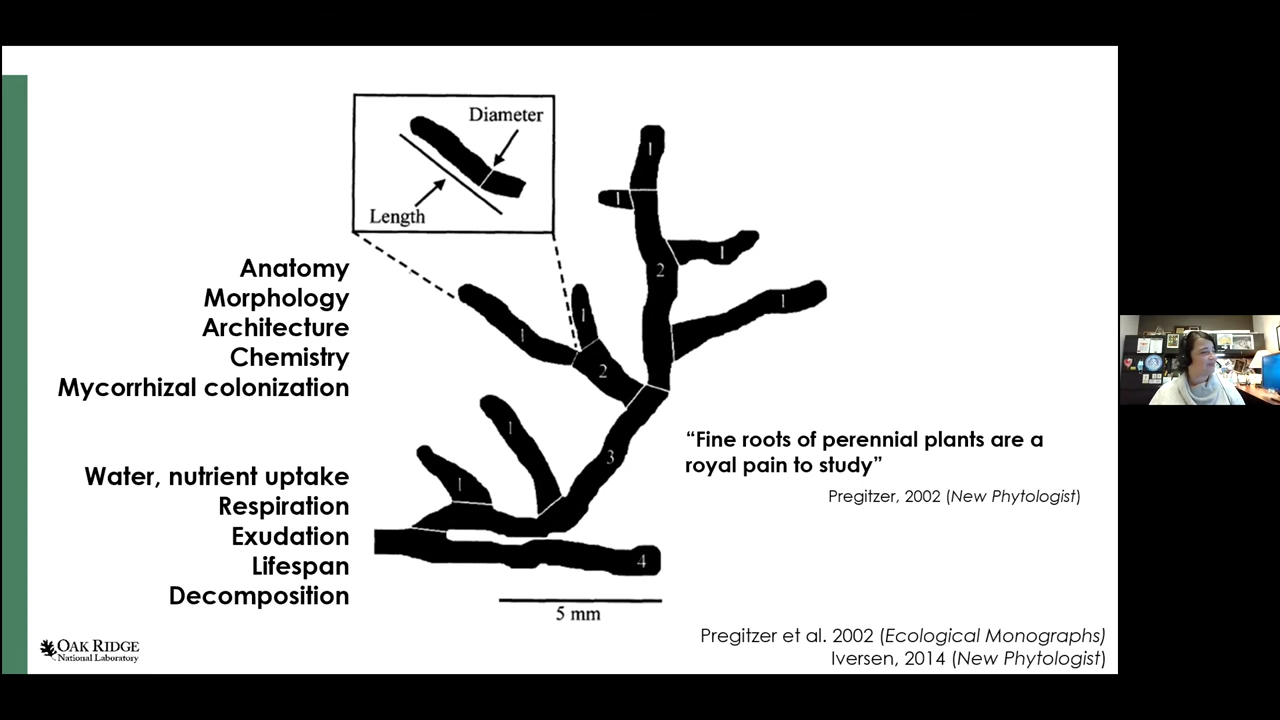 Diameter
Length
1
1
1
2
1
1
1
2
1
3
1
4
5 mm
Anatomy
Morphology
Architecture
Chemistry
Mycorrhizal colonization
Water, nutrient uptake
Respiration
Exudation
Lifespan
Decomposition
“Fine roots of perennial plants are a
royal pain to study”
Pregitzer, 2002 (New Phytologist)
Pregitzer et al. 2002 (Ecological Monographs)
Iversen, 2014 (New Phytologist)
OAK RIDGE
National Laboratory